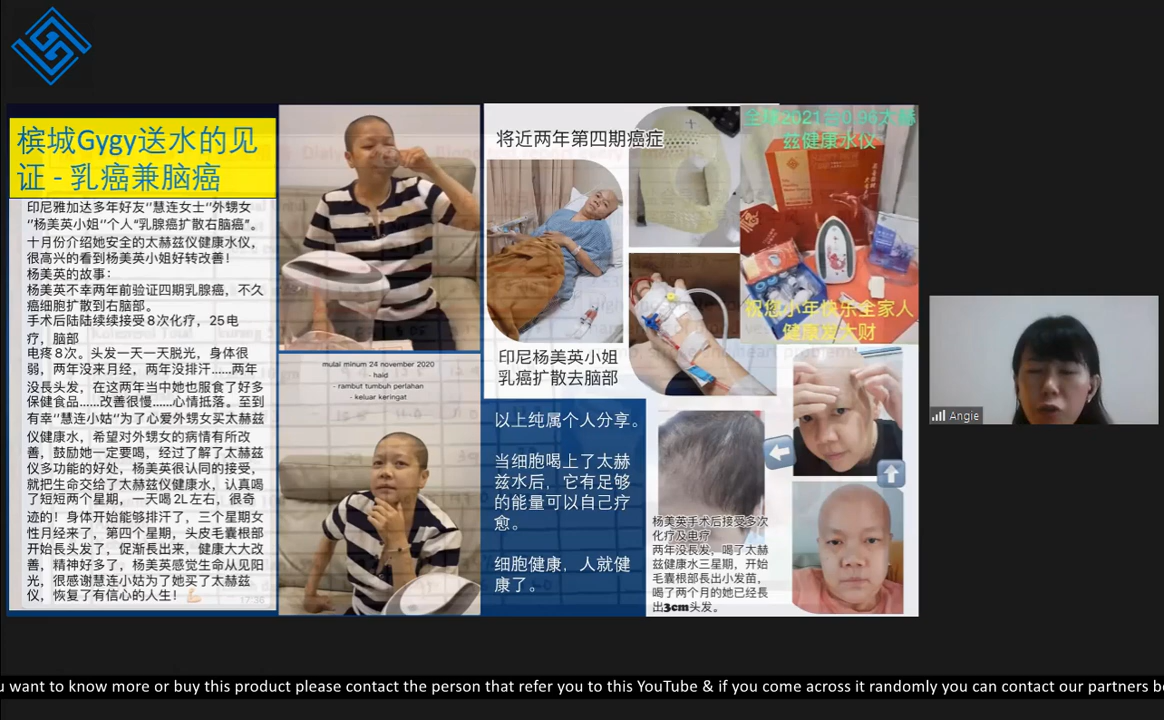 槟城Gygy送水的见
证 - 乳癌兼脑癌
印尼雅加达多年好友“慧连女士”外甥女
“杨美英小姐”个人“乳腺癌扩散右脑癌”。
十月份介绍她安全的太赫兹仪健康水仪，
很高兴的看到杨美英小姐好转改善！
杨美英的故事：
杨美英不幸两年前验证四期乳腺癌，不久
癌细胞扩散到右脑部。
手术后陆陆续续接受８次化疗，25电
疗，脑部
电疼８次。头发一天一天脱光，身体很
弱，两年没来月经，两年没排汗……两年
没長头发，在这两年当中她也服食了好多
保健食品……改善很慢……心情抵落。至到
有幸“慧连小姑”为了心爱外甥女买太赫兹
仪健康水，希望对外甥女的病情有所改
善，鼓励她一定要喝，经过了解了太赫兹
仪多功能的好处，杨美英很认同的接受，
就把生命交给了太赫兹仪健康水，认真喝
了短短两个星期，一天喝 2L 左右，很奇
迹的！身体开始能够排汗了，三个星期女
性月经来了，第四个星期，头皮毛囊根部
开始長头发了，促渐長出来，健康大大改
善，精神好多了，杨美英感觉生命从见阳
光，很感谢慧连小姑为了她买了太赫兹
仪，恢复了有信心的人生！
17:36
mulai minum 24 november 2020
- haid
- rambut tumbuh perlahan
- keluar keringat
将近两年第四期癌症
印尼杨美英小姐
乳癌扩散去脑部
全球2021台0.96太赫
兹健康水仪
祝您小年快乐全家人
健康发大财
以上纯属个人分享。
当细胞喝上了太赫
兹水后，它有足够
的能量可以自己疗
愈。
细胞健康，人就健
康了。
杨美英手术后接受多次
化疗及电疗
两年没長发，喝了太赫
兹健康水三星期，开始
毛囊根部長出小发苗，
喝了两个月的她已经長
出3cm头发。
Angie
want to know more or buy this product please contact the person that refer you to this YouTube & if you come across it randomly you can contact our partners